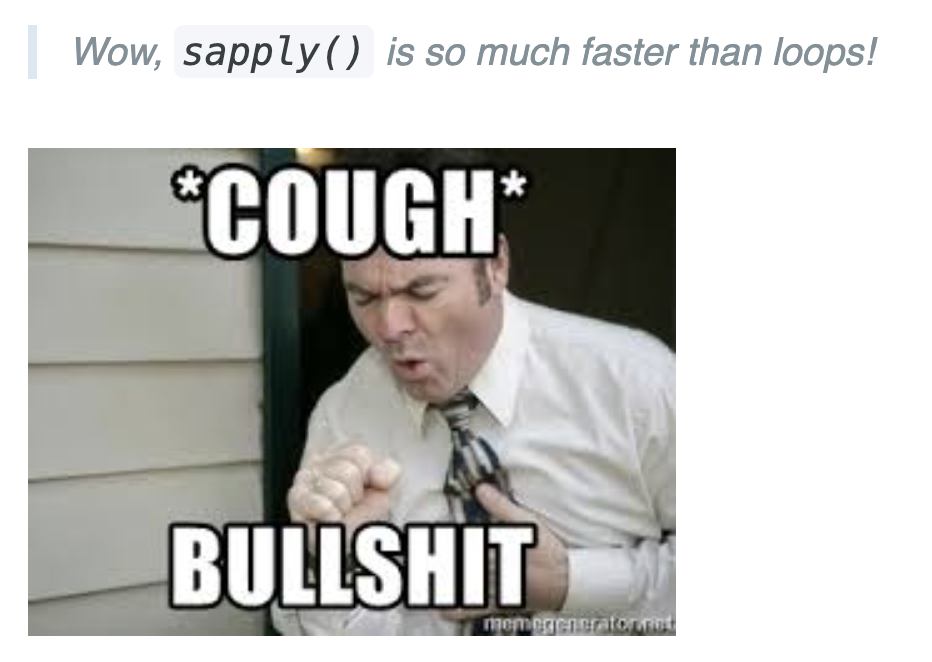 Wow, sapply() is so much faster than loops!
*COUGH*
BULLSHIT
memegenerator.net